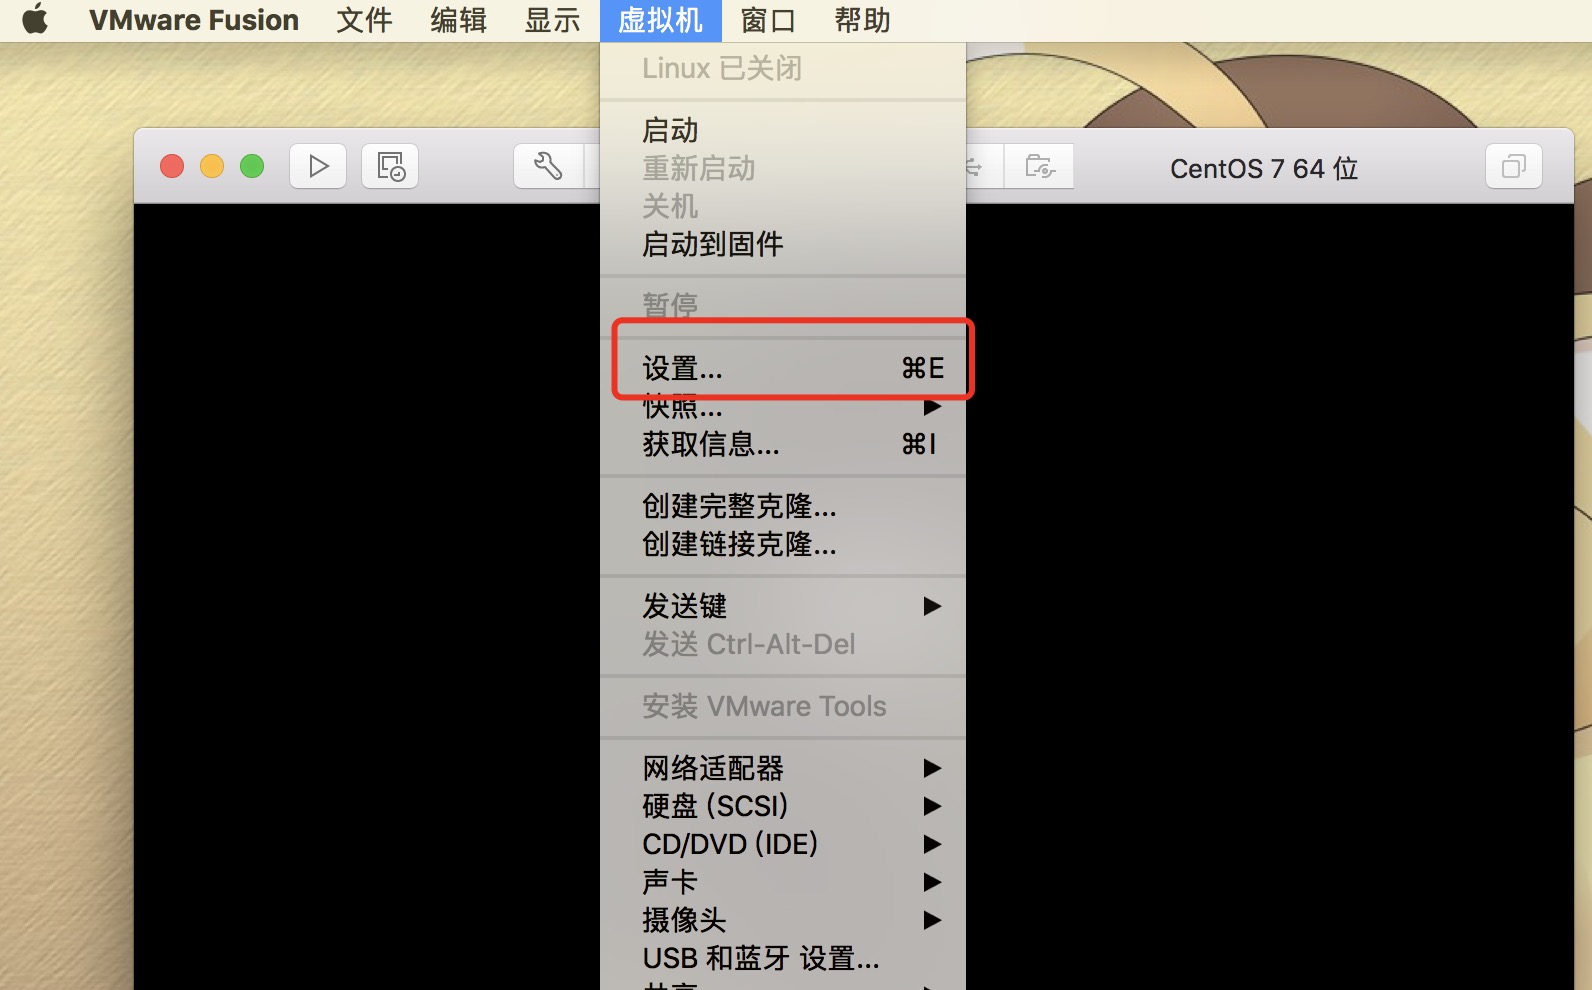 VMware Fusion 文件 编辑 显示 虚拟机 窗口 帮助
Linux 已关闭
启动
重新启动
CentOS 7 64 位
关机
启动到固件
暂停
设置... ⌘E
快照...
获取信息... ⌘I
创建完整克隆...
创建链接克隆...
发送键
发送 Ctrl-Alt-Del
安装 VMware Tools
网络适配器
硬盘 (SCSI)
CD/DVD (IDE)
声卡
摄像头
USB 和蓝牙 设置...